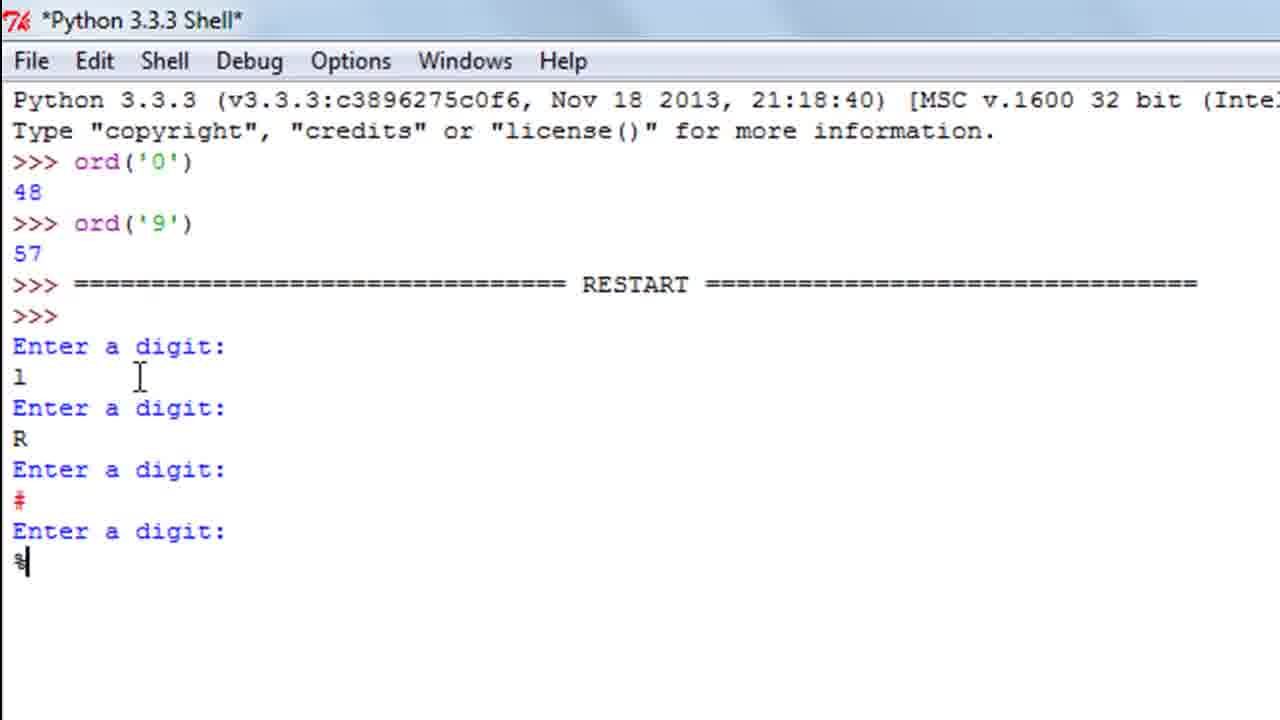 *Python 3.3.3 Shell*
File Edit Shell Debug Options Windows Help
Python 3.3.3 (v3.3.3:c3896275c0f6, Nov 18 2013, 21:18:40) [MSC v.1600 32 bit (Inte
Type "copyright", "credits" or "license()" for more information.
>>> ord('0')
48
>>> ord('9')
57
>>> ================================ RESTART ================================
>>>
Enter a digit:
l
Enter a digit:
R
Enter a digit:
#
Enter a digit:
%